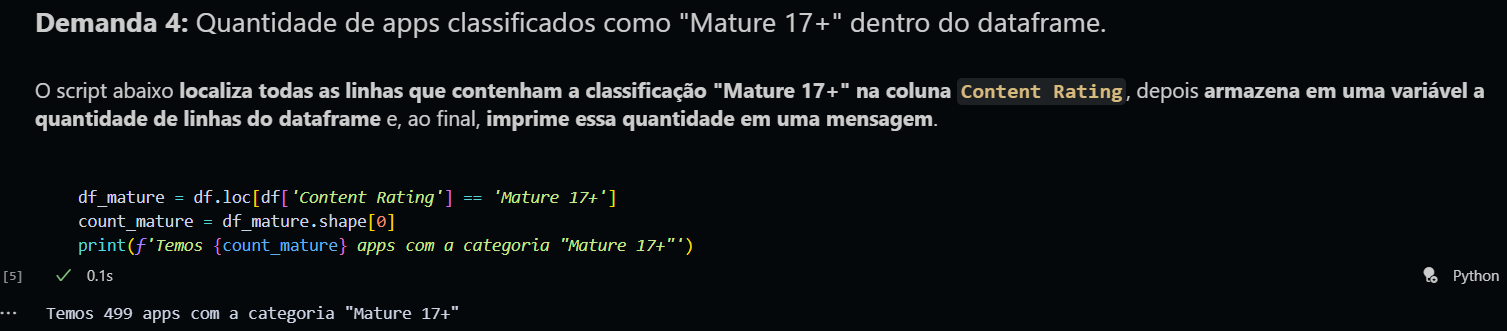 Demanda 4: Quantidade de apps classificados como "Mature 17+" dentro do dataframe.
O script abaixo localiza todas as linhas que contenham a classificação "Mature 17+" na coluna Content Rating, depois armazena em uma variável a
quantidade de linhas do dataframe e, ao final, imprime essa quantidade em uma mensagem.
df_mature = df.loc[df['Content Rating'] == 'Mature 17+']
count_mature = df_mature.shape[0]
print(f'Temos {count_mature} apps com a categoria "Mature 17+"')
[5] ✓ 0.1s Python
... Temos 499 apps com a categoria "Mature 17+"